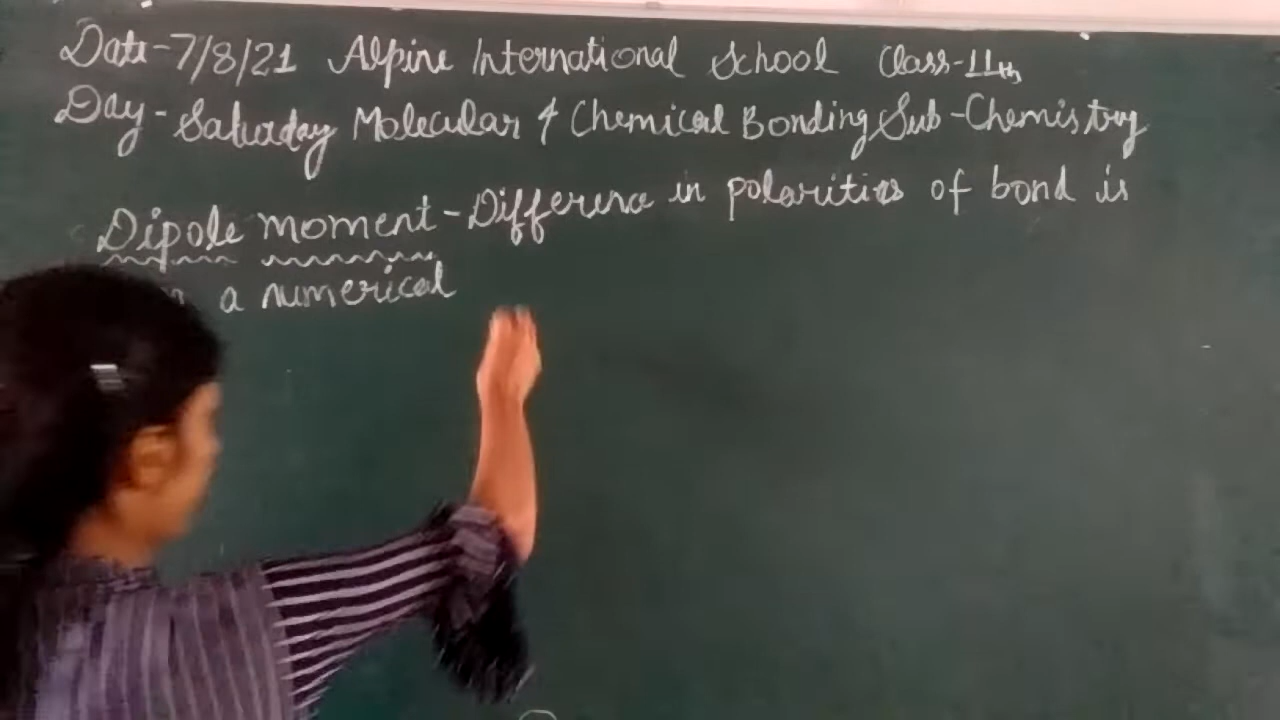 Date-7/8/21 Alpine International School Class-11th
Day-Saturday Molecular & Chemical Bonding Sub-Chemistry
Dipole moment-Difference in polarities of bond is
a numerical